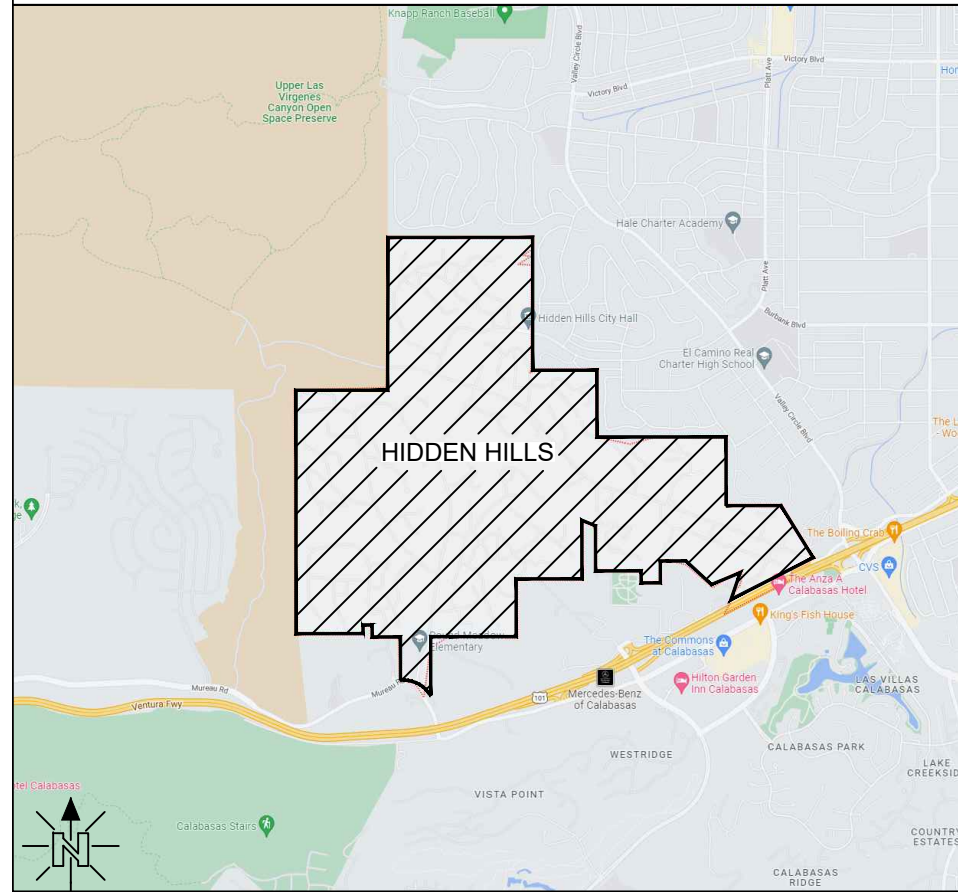 Knapp Ranch Baseball
Valley Circle Blvd
Victory Blvd
Platt Ave
Victory Blvd
Upper Las
Virgenes
Canyon Open
Space Preserve
Hale Charter Academy
Platt Ave
Hidden Hills City Hall
Burbank Blvd
El Camino Real
Charter High School
Valley Circle Blvd
HIDDEN HILLS
The Boiling Crab
CVS
The Anza A
Calabasas Hotel
King's Fish House
Elementary
The Commons
at Calabasas
Mureau Rd
Mureau
Hilton Garden
Inn Calabasas
LAS VILLAS
CALABASAS
Ventura Fwy
101
Mercedes-Benz
of Calabasas
WESTRIDGE
CALABASAS PARK
LAKE
VISTA POINT
Calabasas
Calabasas Stairs
N
CALABASAS
RIDGE